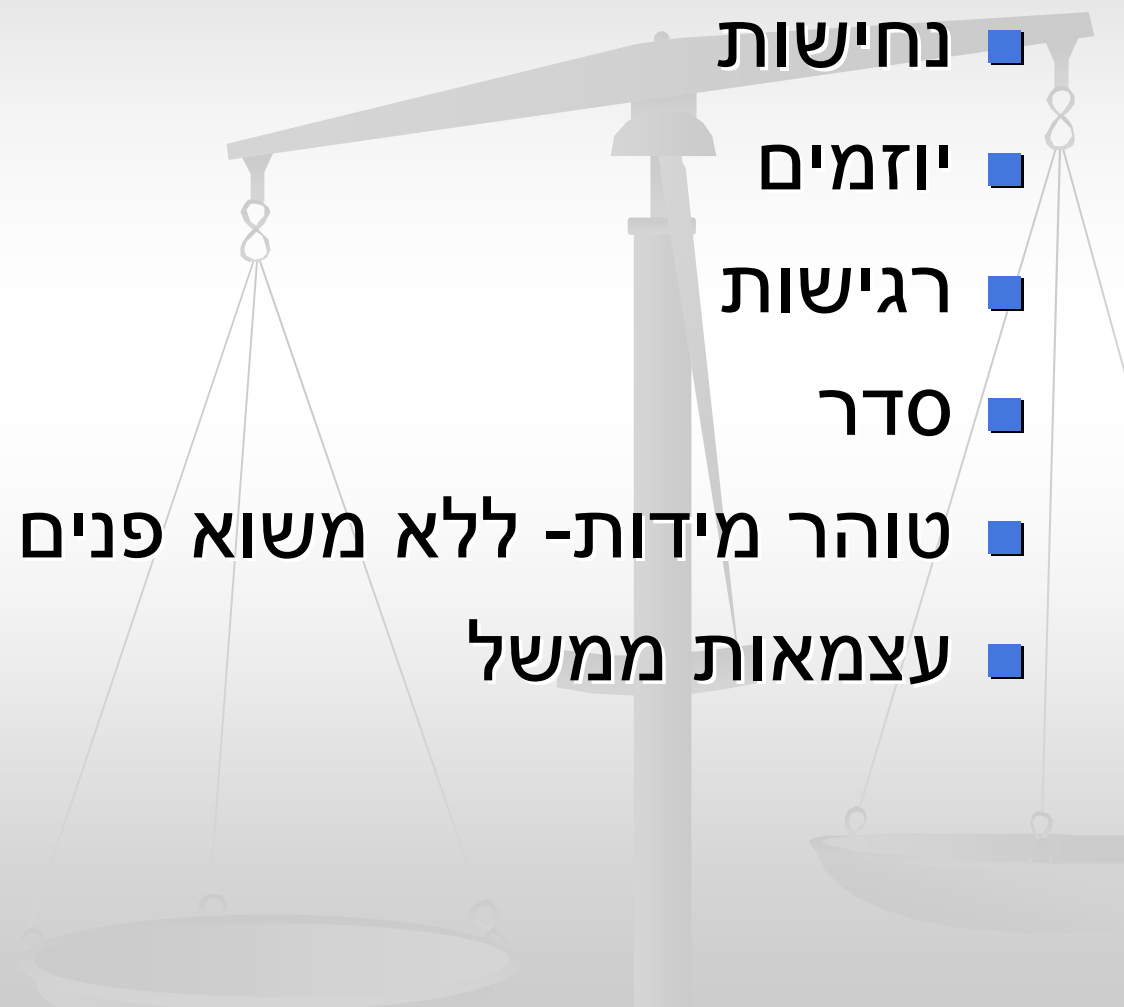 נחישות
יוזמים
רגישות
סדר
טוהר מידות- ללא משוא פנים
עצמאות ממשל